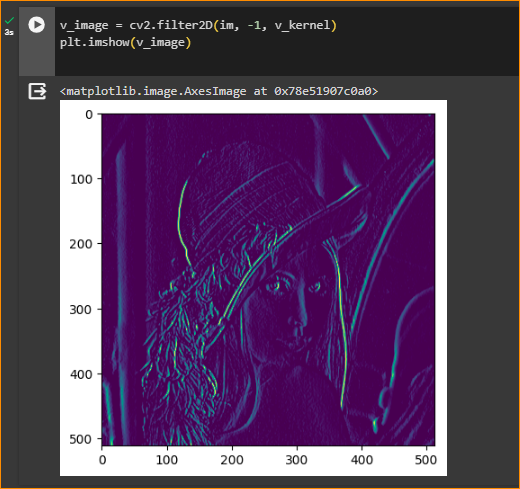 v_image = cv2.filter2D(im, -1, v_kernel)
plt.imshow(v_image)
3s
<matplotlib.image.AxesImage at 0x78e51907c0a0>
0
100
200
300
400
500
0 100 200 300 400 500